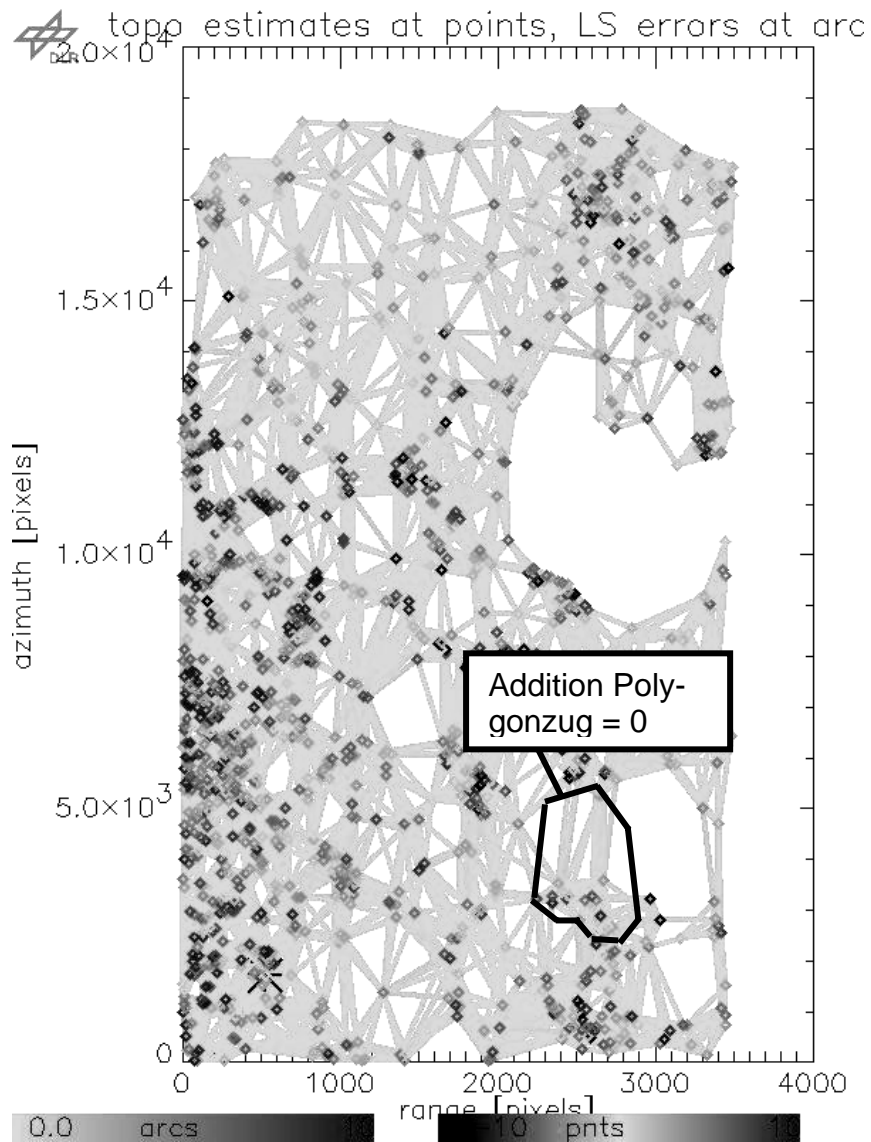 topo estimates at points, LS errors at arc
DLR
2.0×10⁴
1.5×10⁴
azimuth [pixels]
1.0×10⁴
Addition Poly-
gonzug = 0
5.0×10³
0
0 1000 2000 3000 4000
range [pixels]
0.0 arcs 10 -10 pnts 10